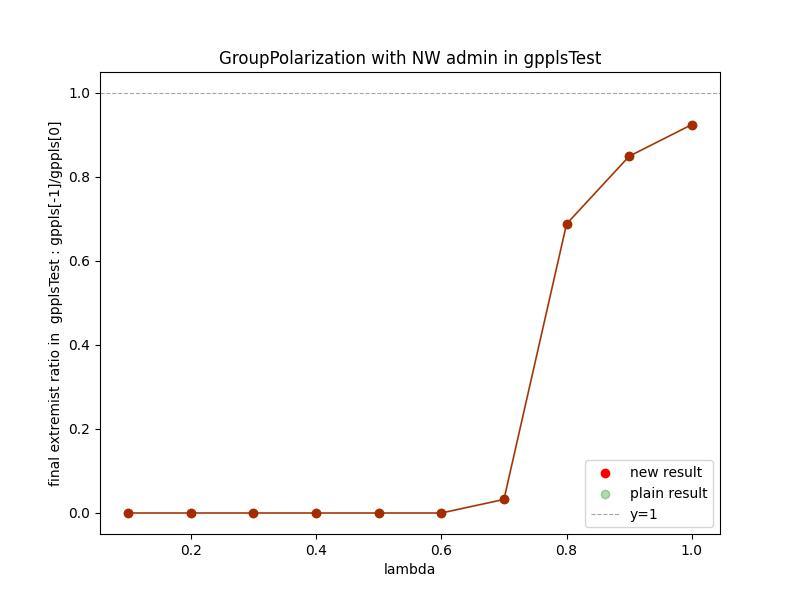 GroupPolarization with NW admin in gpplsTest
final extremist ratio in  gpplsTest : gppls[-1]/gppls[0]
1.0
0.8
0.6
0.4
0.2
0.0
new result
plain result
y=1
0.2 0.4 0.6 0.8 1.0
lambda